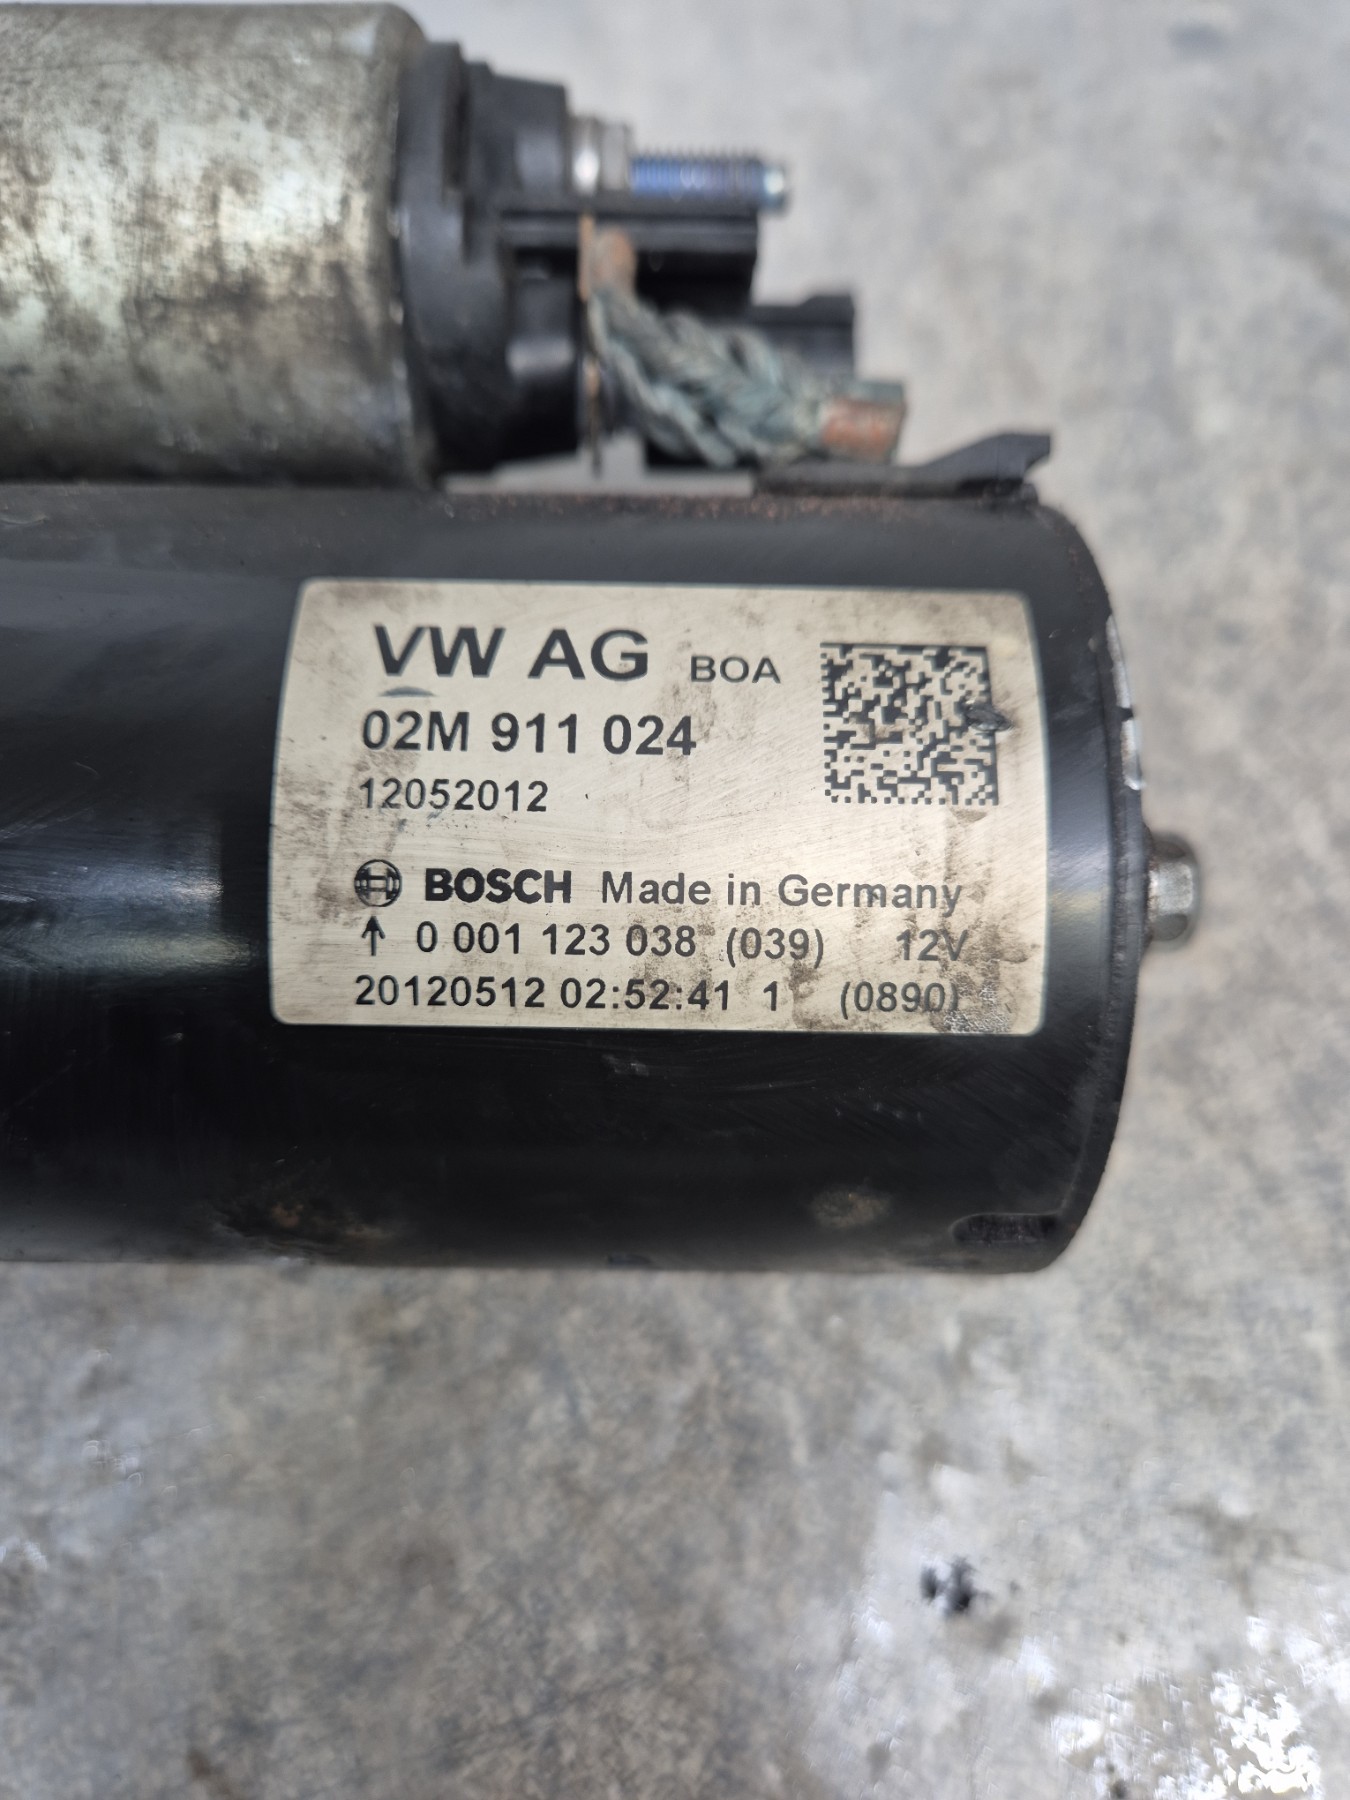 VW AG BOA
02M 911 024
12052012
BOSCH Made in Germany
↑ 0 001 123 038 (039) 12V
20120512 02:52:41 1 (0890)